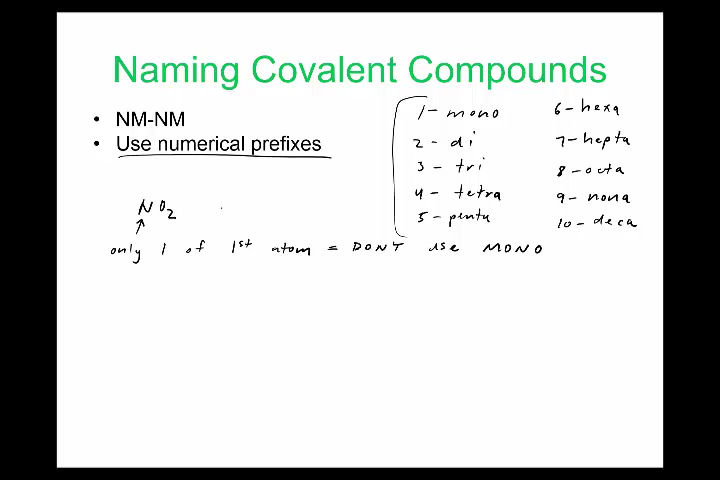 Naming Covalent Compounds
• NM-NM
• Use numerical prefixes
1- mono
2 - di
3 - tri
4 - tetra
5 - penta
6 - hexa
7 - hepta
8 - octa
9 - nona
10 - deca
NO2
only 1 of 1st atom = DONT use MONO